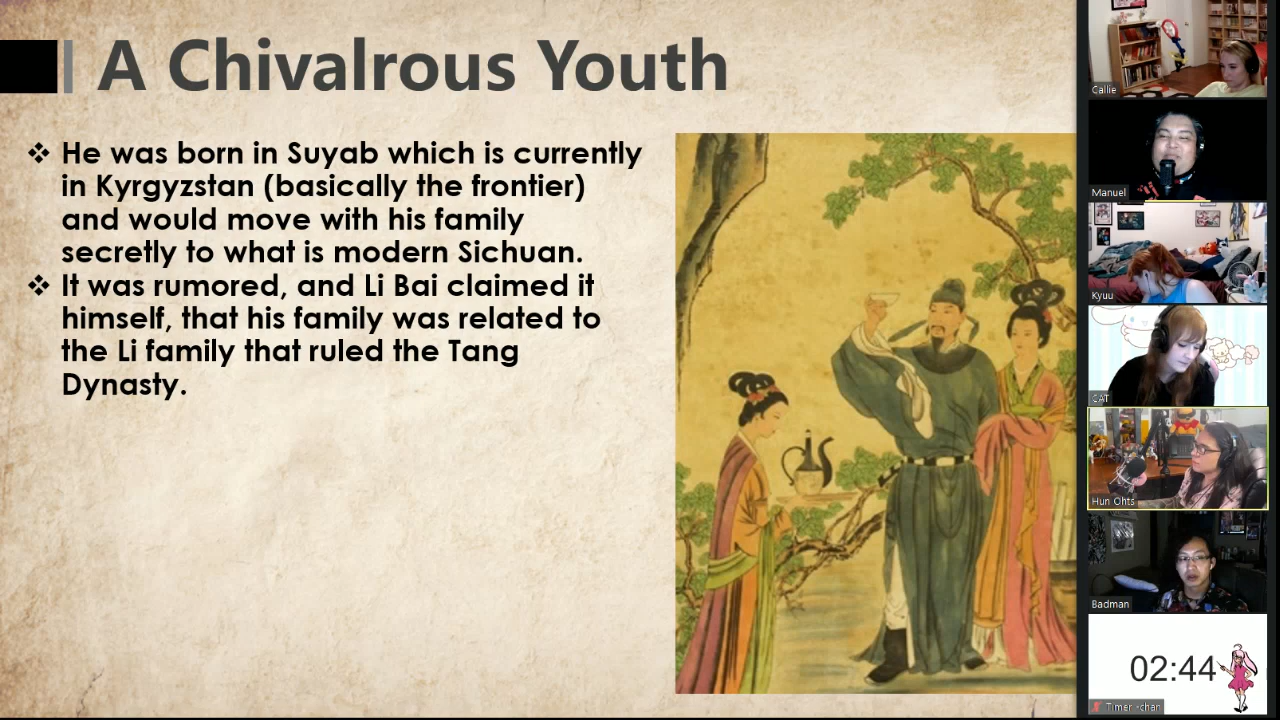 A Chivalrous Youth
❖ He was born in Suyab which is currently
in Kyrgyzstan (basically the frontier)
and would move with his family
secretly to what is modern Sichuan.
❖ It was rumored, and Li Bai claimed it
himself, that his family was related to
the Li family that ruled the Tang
Dynasty.
Callie
Manuel
Kyuu
CAT
Hun Ohts
Badman
02:44
Timer -chan